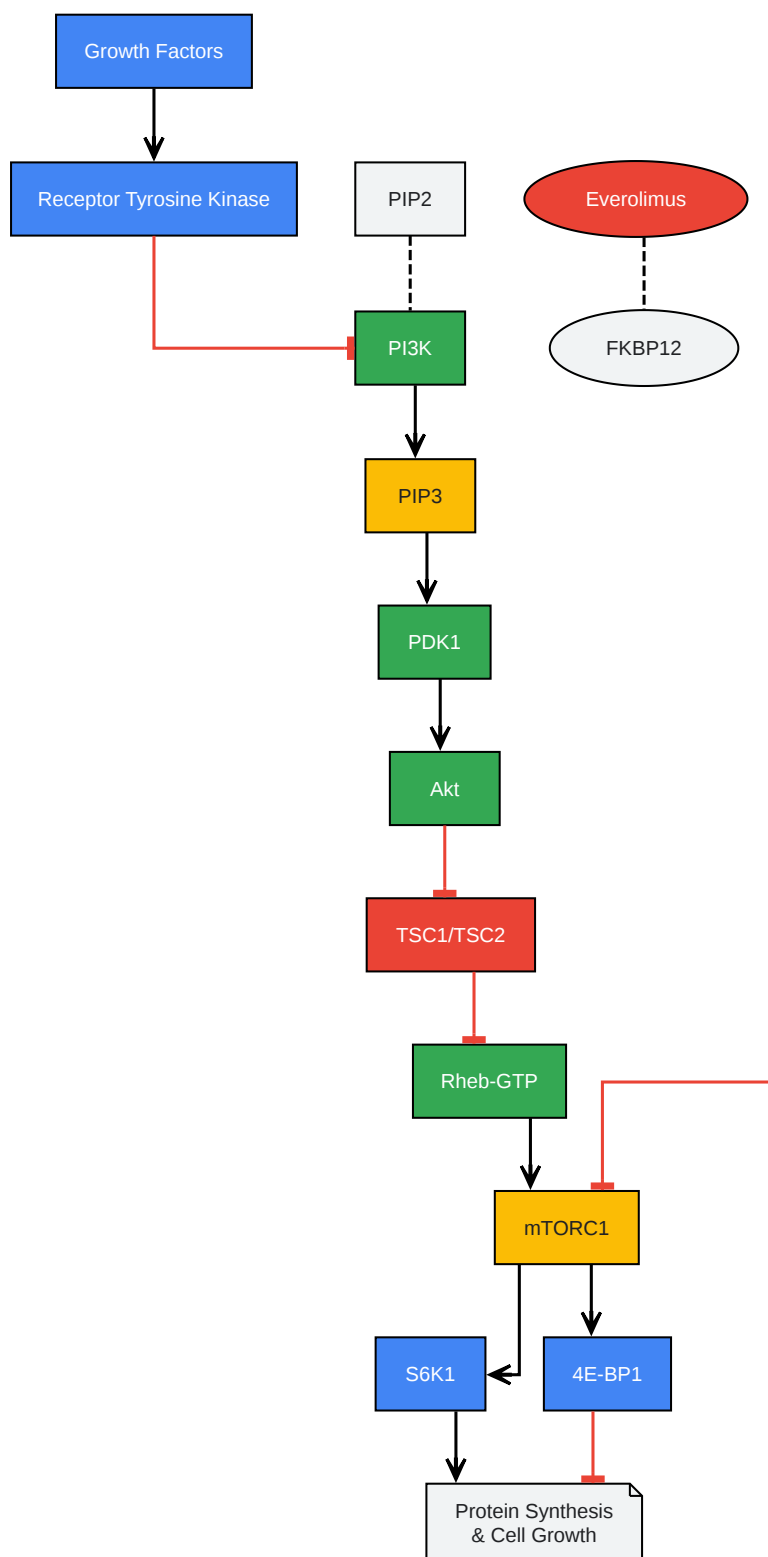 Growth Factors
Receptor Tyrosine Kinase
PIP2
Everolimus
PI3K
FKBP12
PIP3
PDK1
Akt
TSC1/TSC2
Rheb-GTP
mTORC1
S6K1
4E-BP1
Protein Synthesis
& Cell Growth